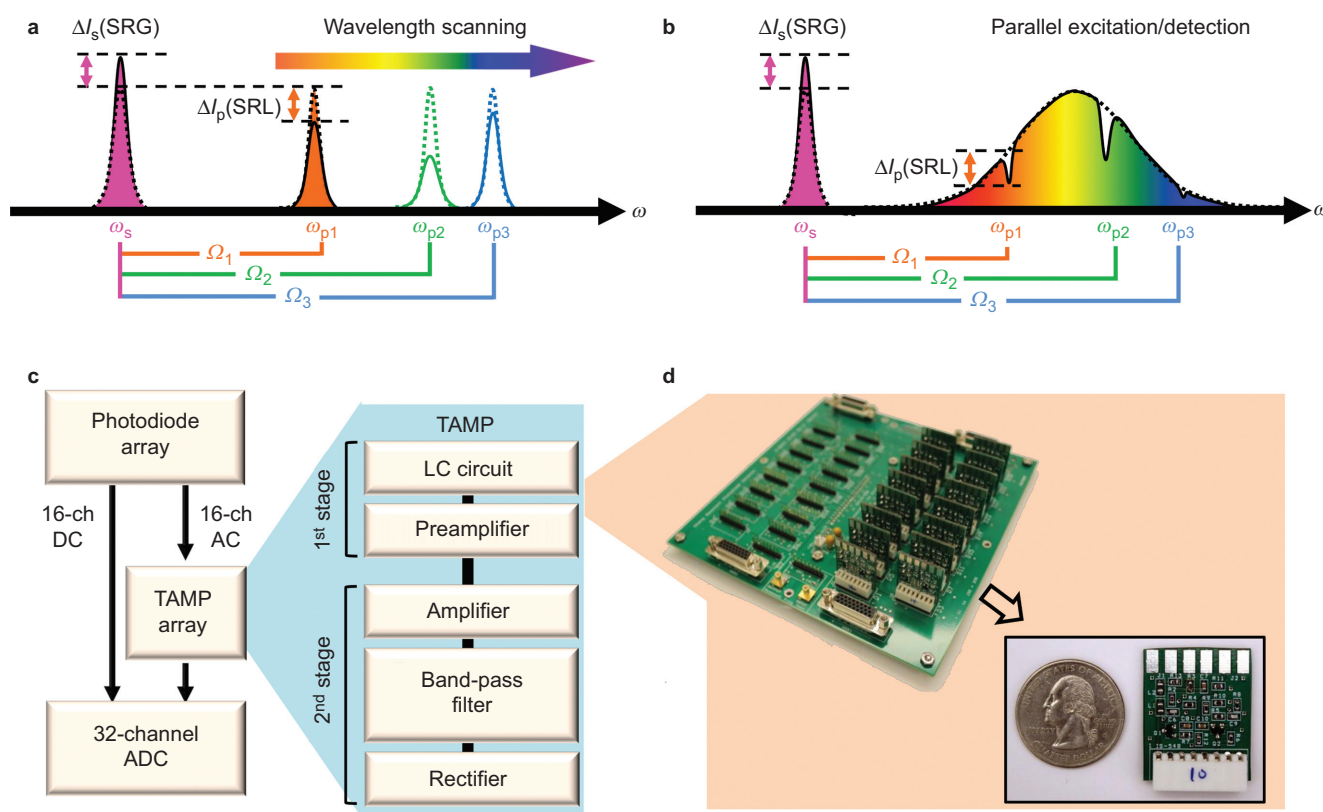 a
ΔIs(SRG)
Wavelength scanning
ΔIp(SRL)
ω
ωs
ωp1
ωp2
ωp3
Ω1
Ω2
Ω3
b
ΔIs(SRG)
Parallel excitation/detection
ΔIp(SRL)
ω
ωs
ωp1
ωp2
ωp3
Ω1
Ω2
Ω3
c
Photodiode
array
16-ch
DC
16-ch
AC
TAMP
array
32-channel
ADC
TAMP
1st stage
LC circuit
Preamplifier
2nd stage
Amplifier
Band-pass
filter
Rectifier
d
10